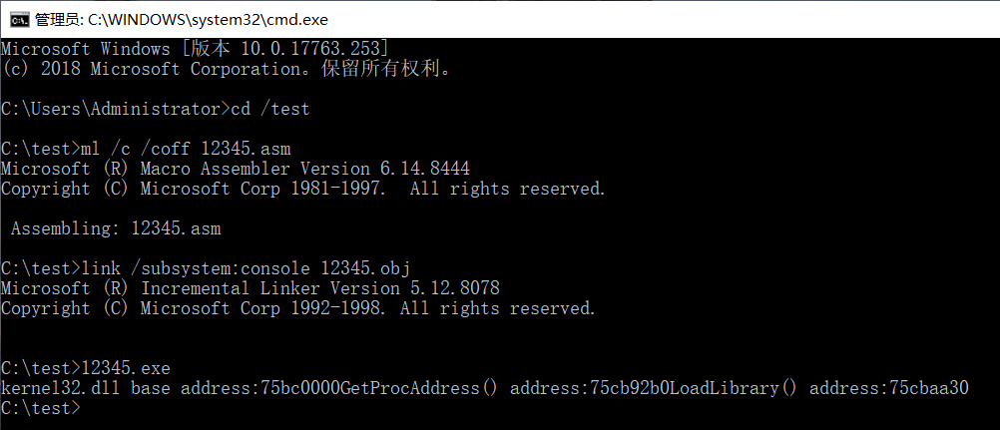 管理员: C:\WINDOWS\system32\cmd.exe
Microsoft Windows [版本 10.0.17763.253]
(c) 2018 Microsoft Corporation。保留所有权利。
C:\Users\Administrator>cd /test
C:\test>ml /c /coff 12345.asm
Microsoft (R) Macro Assembler Version 6.14.8444
Copyright (C) Microsoft Corp 1981-1997.  All rights reserved.
 Assembling: 12345.asm
C:\test>link /subsystem:console 12345.obj
Microsoft (R) Incremental Linker Version 5.12.8078
Copyright (C) Microsoft Corp 1992-1998. All rights reserved.
C:\test>12345.exe
kernel32.dll base address:75bc0000GetProcAddress() address:75cb92b0LoadLibrary() address:75cbaa30
C:\test>